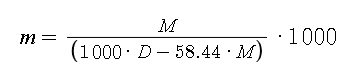 m = M / (1000 · D − 58.44 · M) · 1000